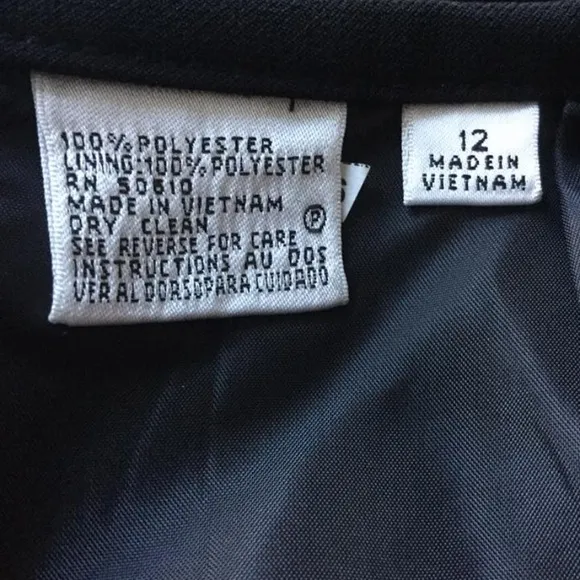 100% POLYESTER
LINING:100% POLYESTER
RN 50610
MADE IN VIETNAM
DRY CLEAN Ⓟ
SEE REVERSE FOR CARE
INSTRUCTIONS AU DOS
VER AL DORSO PARA CUIDADO
12
MADE IN
VIETNAM